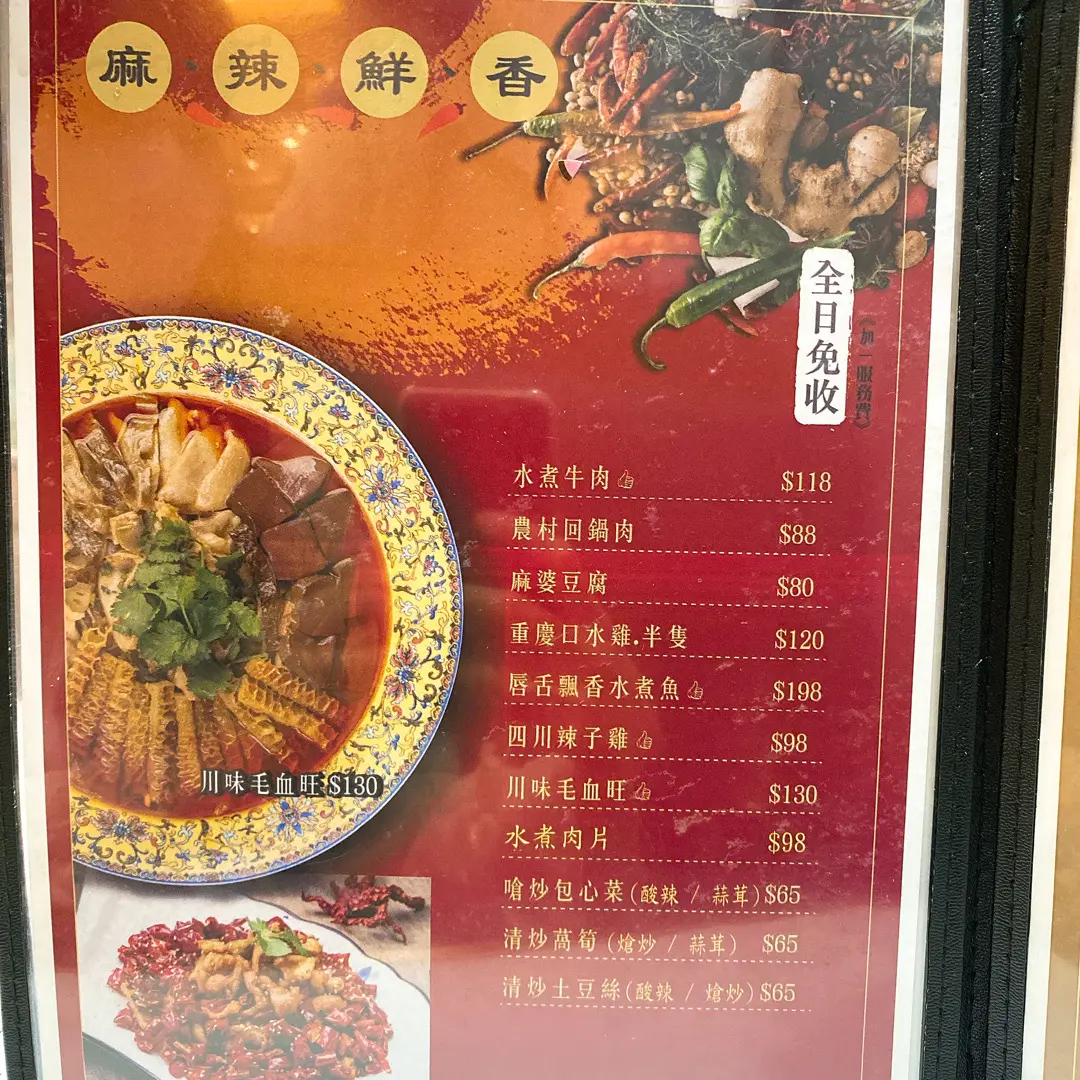 麻 辣 鮮 香
全日免收
《加一服務費》
水煮牛肉 $118
農村回鍋肉 $88
麻婆豆腐 $80
重慶口水雞.半隻 $120
唇舌飄香水煮魚 $198
四川辣子雞 $98
川味毛血旺 $130
水煮肉片 $98
嗆炒包心菜(酸辣 / 蒜茸) $65
清炒萵筍(熗炒 / 蒜茸) $65
清炒土豆絲(酸辣 / 熗炒) $65
川味毛血旺 $130